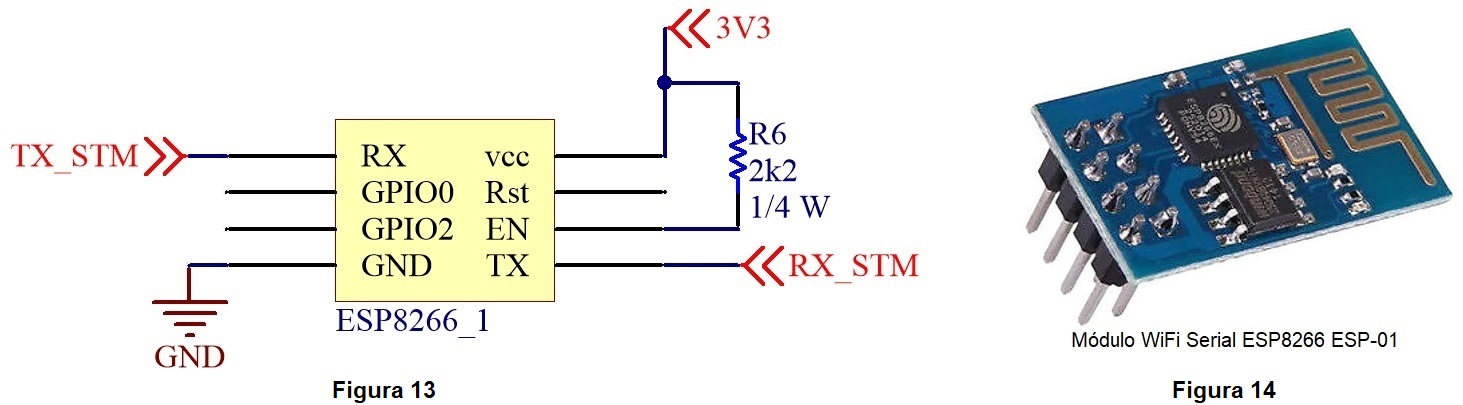 3V3
TX_STM
RX vcc
GPIO0 Rst
GPIO2 EN
GND TX
R6
2k2
1/4 W
RX_STM
ESP8266_1
GND
Figura 13
Módulo WiFi Serial ESP8266 ESP-01
Figura 14